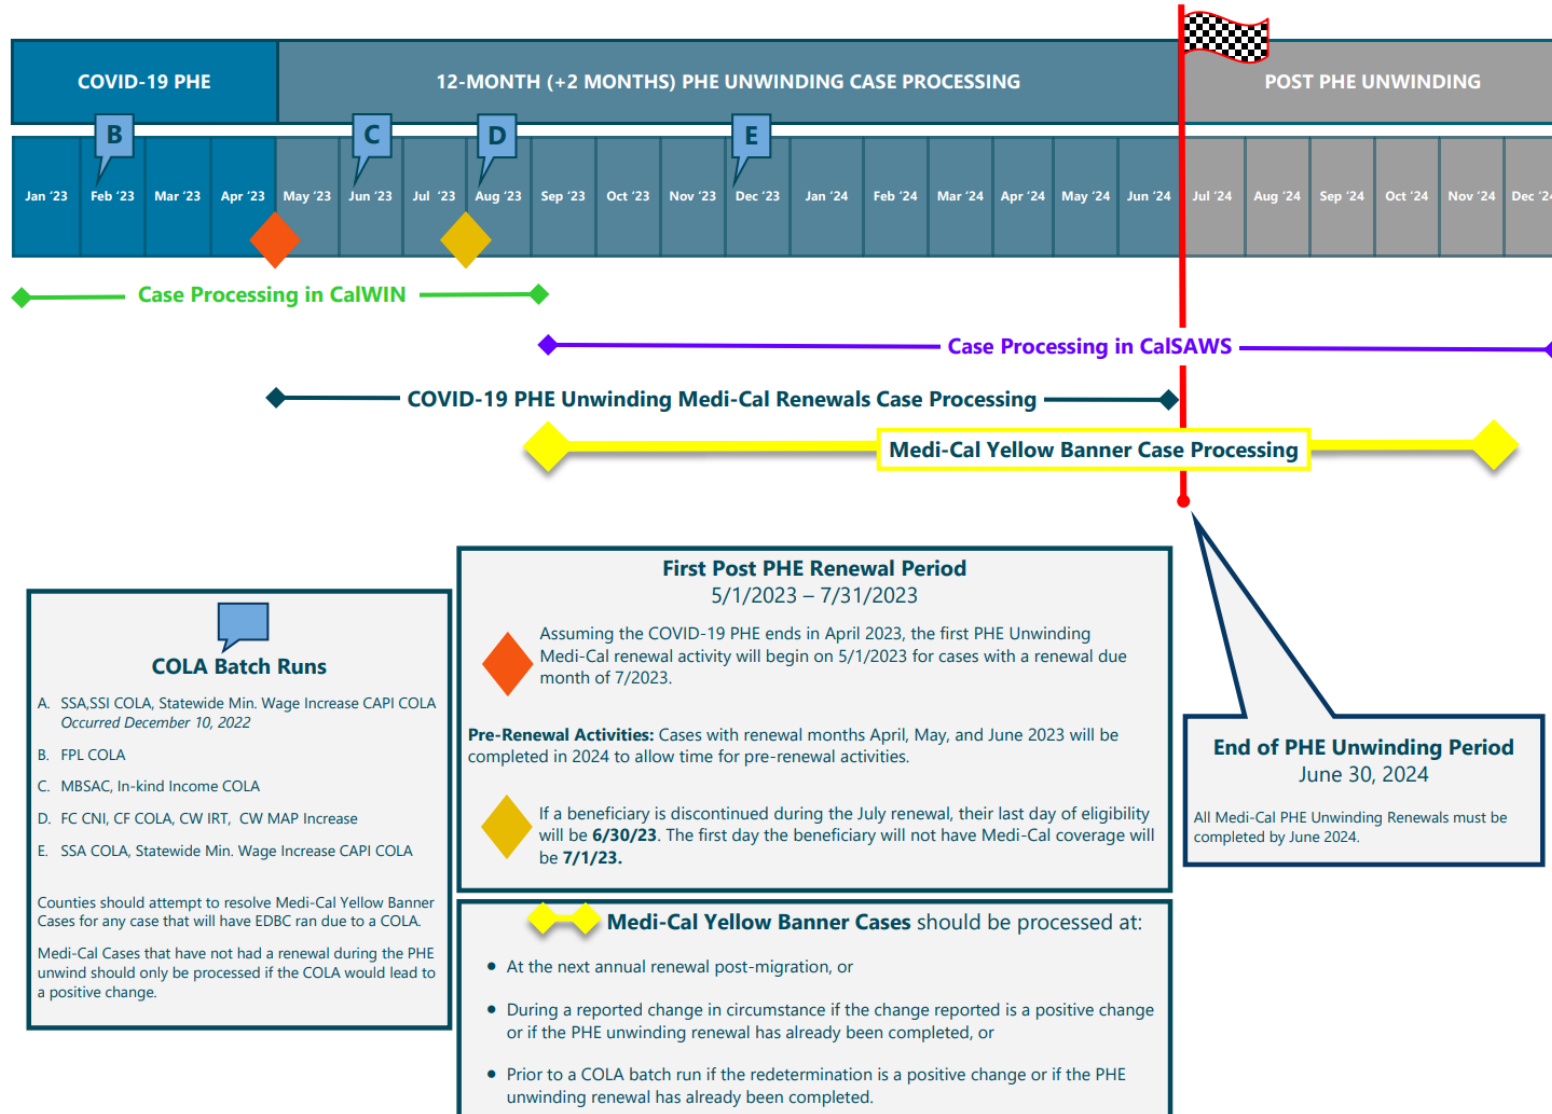 COVID-19 PHE
12-MONTH (+2 MONTHS) PHE UNWINDING CASE PROCESSING
POST PHE UNWINDING
B
C
D
E
Jan ‘23
Feb ‘23
Mar ‘23
Apr ‘23
May ‘23
Jun ‘23
Jul ‘23
Aug ‘23
Sep ‘23
Oct ‘23
Nov ‘23
Dec ‘23
Jan ‘24
Feb ‘24
Mar ‘24
Apr ‘24
May ‘24
Jun ‘24
Jul ‘24
Aug ‘24
Sep ‘24
Oct ‘24
Nov ‘24
Dec ‘24
Case Processing in CalWIN
Case Processing in CalSAWS
COVID-19 PHE Unwinding Medi-Cal Renewals Case Processing
Medi-Cal Yellow Banner Case Processing
COLA Batch Runs
A. SSA,SSI COLA, Statewide Min. Wage Increase CAPI COLA
Occurred December 10, 2022
B. FPL COLA
C. MBSAC, In-kind Income COLA
D. FC CNI, CF COLA, CW IRT, CW MAP Increase
E. SSA COLA, Statewide Min. Wage Increase CAPI COLA
Counties should attempt to resolve Medi-Cal Yellow Banner
Cases for any case that will have EDBC ran due to a COLA.
Medi-Cal Cases that have not had a renewal during the PHE
unwind should only be processed if the COLA would lead to
a positive change.
First Post PHE Renewal Period
5/1/2023 – 7/31/2023
Assuming the COVID-19 PHE ends in April 2023, the first PHE Unwinding
Medi-Cal renewal activity will begin on 5/1/2023 for cases with a renewal due
month of 7/2023.
Pre-Renewal Activities: Cases with renewal months April, May, and June 2023 will be
completed in 2024 to allow time for pre-renewal activities.
If a beneficiary is discontinued during the July renewal, their last day of eligibility
will be 6/30/23. The first day the beneficiary will not have Medi-Cal coverage will
be 7/1/23.
Medi-Cal Yellow Banner Cases should be processed at:
• At the next annual renewal post-migration, or
• During a reported change in circumstance if the change reported is a positive change
or if the PHE unwinding renewal has already been completed, or
• Prior to a COLA batch run if the redetermination is a positive change or if the PHE
unwinding renewal has already been completed.
End of PHE Unwinding Period
June 30, 2024
All Medi-Cal PHE Unwinding Renewals must be
completed by June 2024.